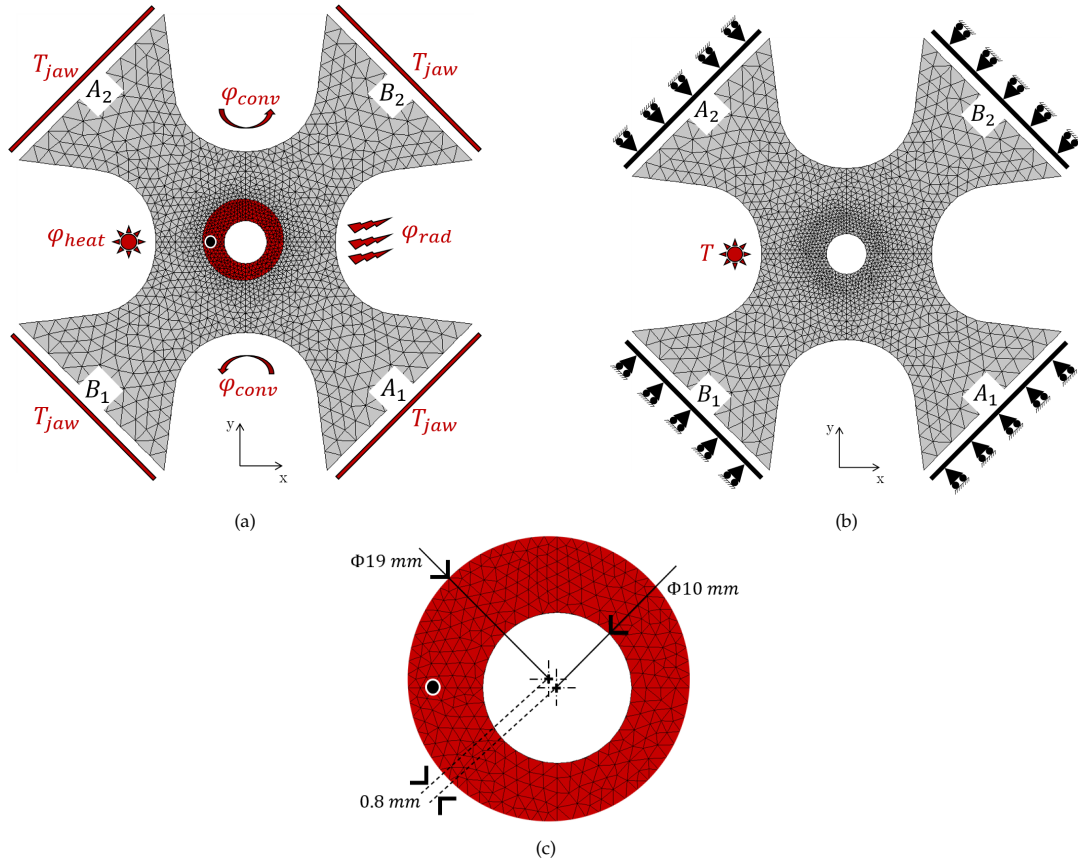 T_jaw
T_jaw
A_2
φ_conv
B_2
φ_heat
φ_rad
B_1
φ_conv
A_1
T_jaw
T_jaw
y
x
(a)
A_2
B_2
T
B_1
A_1
y
x
(b)
Φ19 mm
Φ10 mm
0.8 mm
(c)